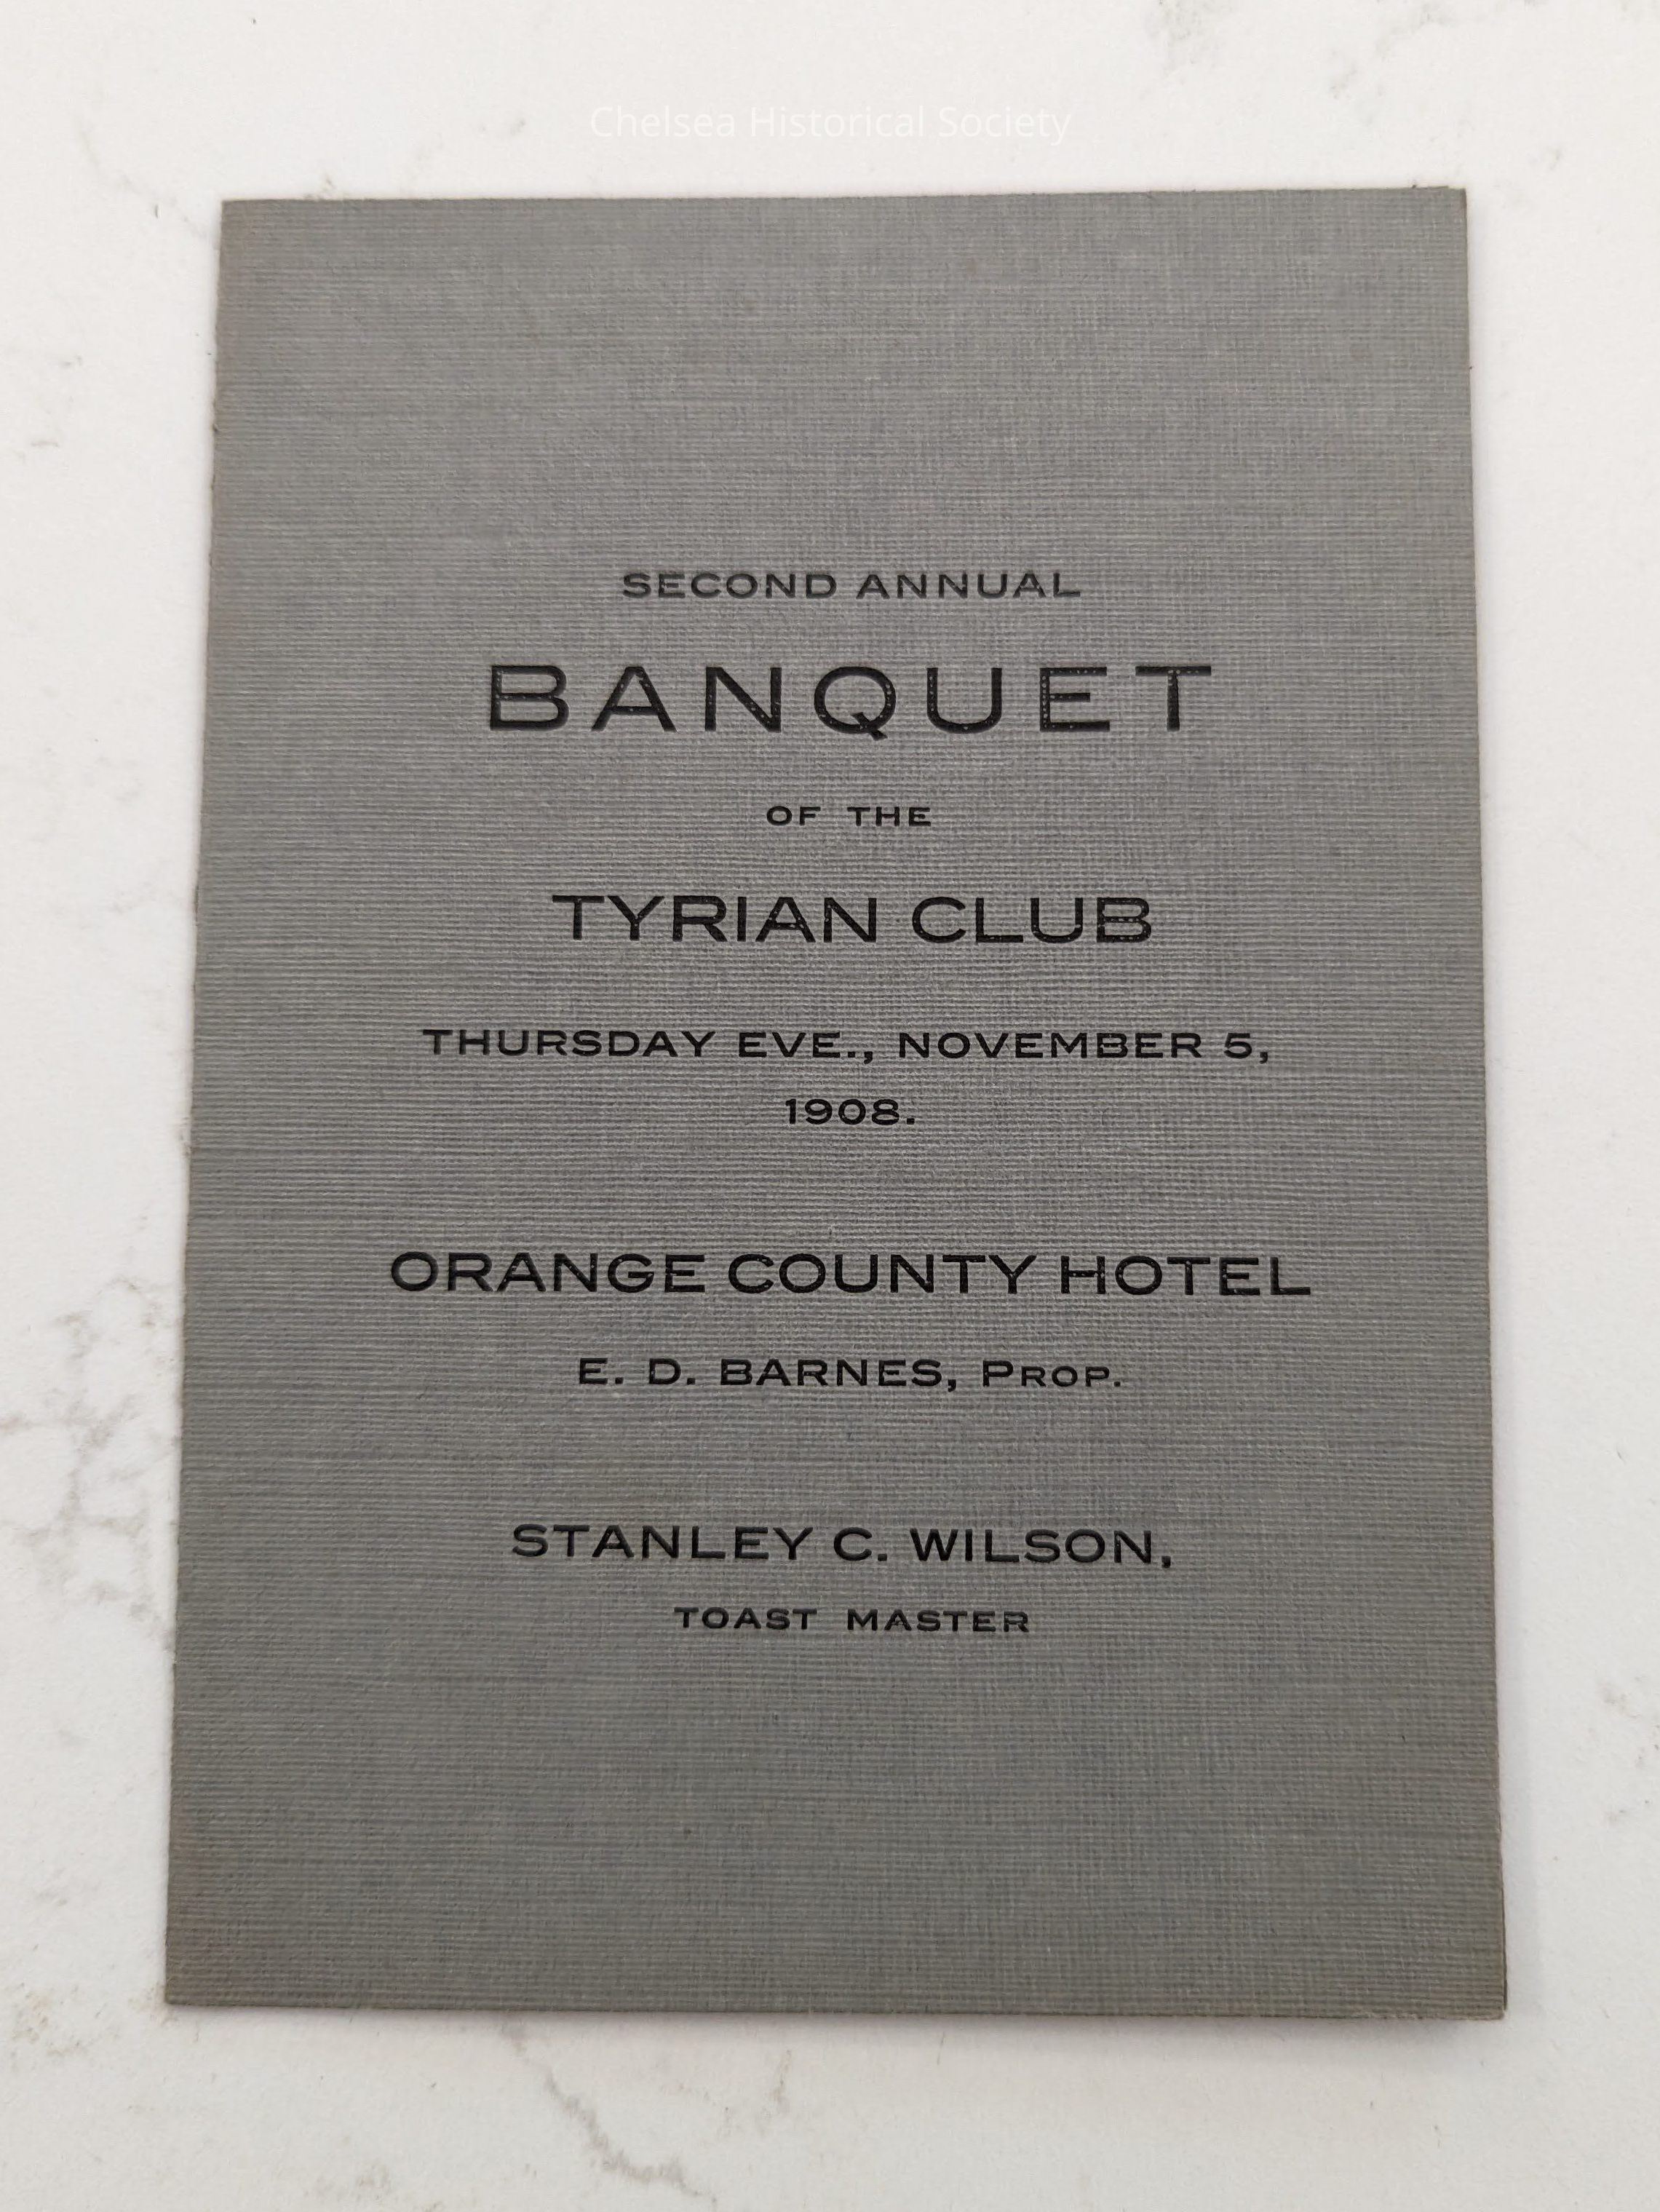 Chelsea Historical Society
SECOND ANNUAL
BANQUET
OF THE
TYRIAN CLUB
THURSDAY EVE., NOVEMBER 5,
1908.
ORANGE COUNTY HOTEL
E. D. BARNES, PROP.
STANLEY C. WILSON,
TOAST MASTER